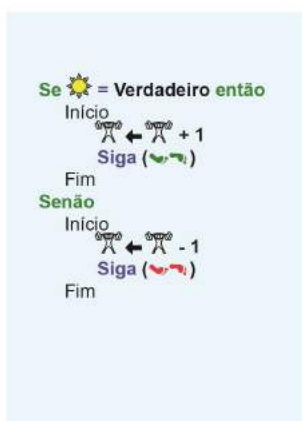 Se = Verdadeiro então
Início
+ 1
Siga ( )
Fim
Senão
Início
- 1
Siga ( )
Fim